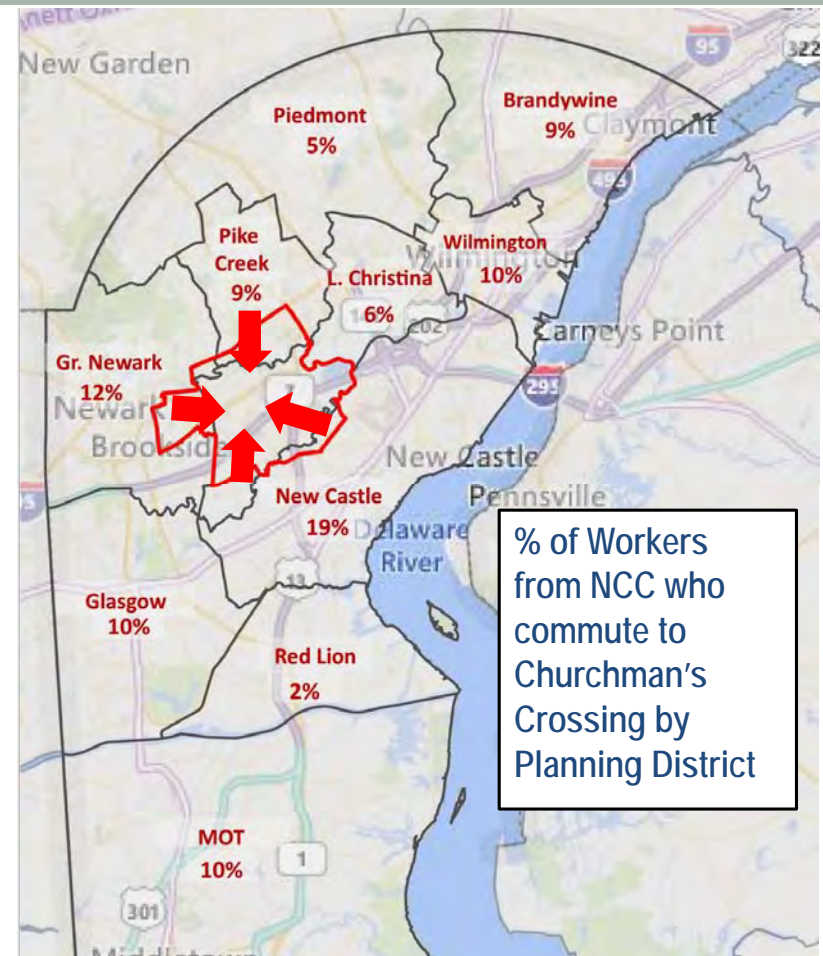 New Garden
95
322
Piedmont
5%
Brandywine
9%
Claymont
495
Pike
Creek
9%
L. Christina
6%
Wilmington
Wilmington
10%
202
Carneys Point
Gr. Newark
12%
Newark
Brookside
7
295
New Castle
Pennsville
New Castle
19%
Delaware
River
13
Glasgow
10%
Red Lion
2%
% of Workers
from NCC who
commute to
Churchman's
Crossing by
Planning District
MOT
10%
1
301